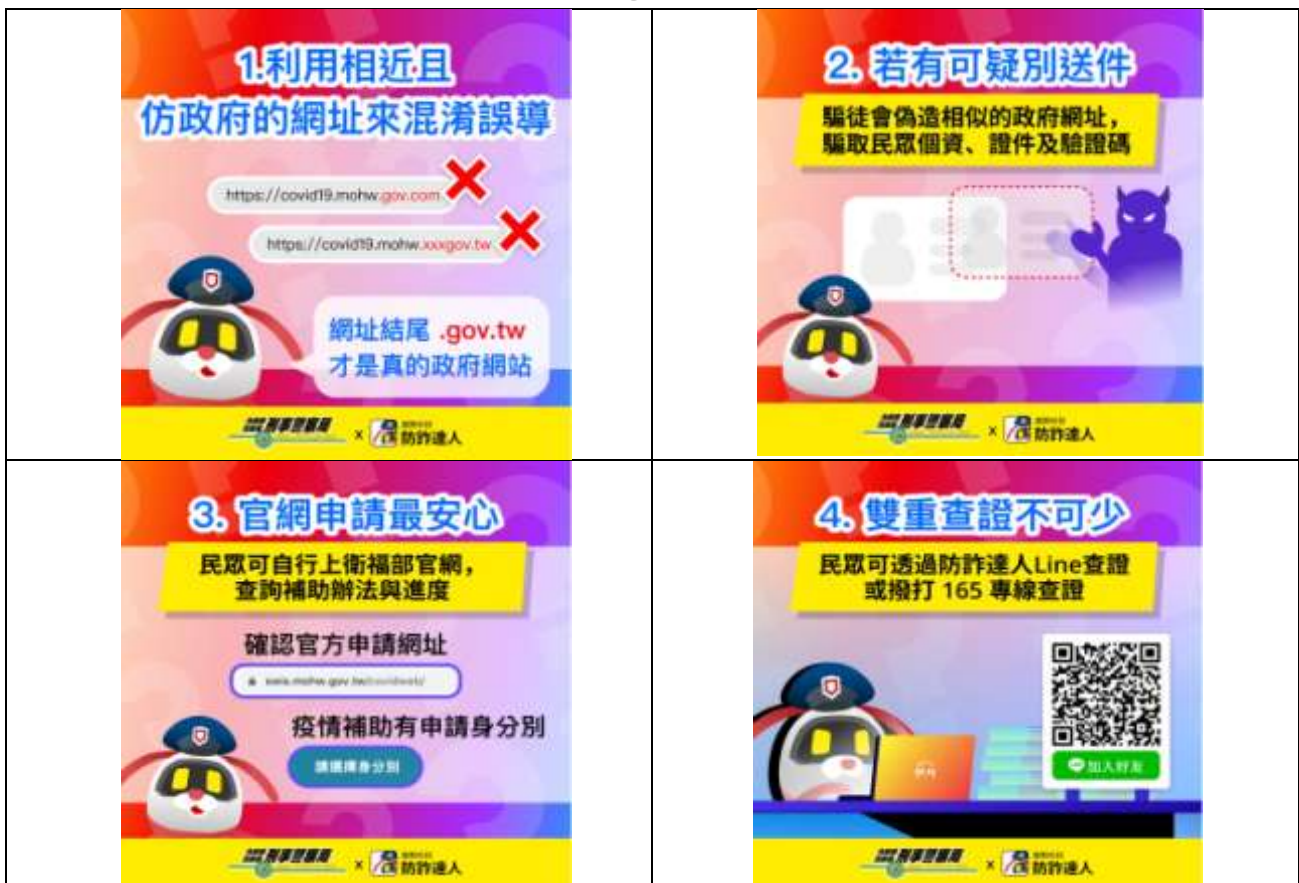 1.利用相近且
仿政府的網址來混淆誤導
https://covid19.mohw.gov.com
https://covid19.mohw.xxxgov.tw
網址結尾 .gov.tw
才是真的政府網站
刑事警察局 x 防詐達人
2. 若有可疑別送件
騙徒會偽造相似的政府網址，
騙取民眾個資、證件及驗證碼
刑事警察局 x 防詐達人
3. 官網申請最安心
民眾可自行上衛福部官網，
查詢補助辦法與進度
確認官方申請網址
swis.mohw.gov.tw/covidweb/
疫情補助有申請身分別
請選擇身分別
刑事警察局 x 防詐達人
4. 雙重查證不可少
民眾可透過防詐達人Line查證
或撥打 165 專線查證
加入好友
刑事警察局 x 防詐達人